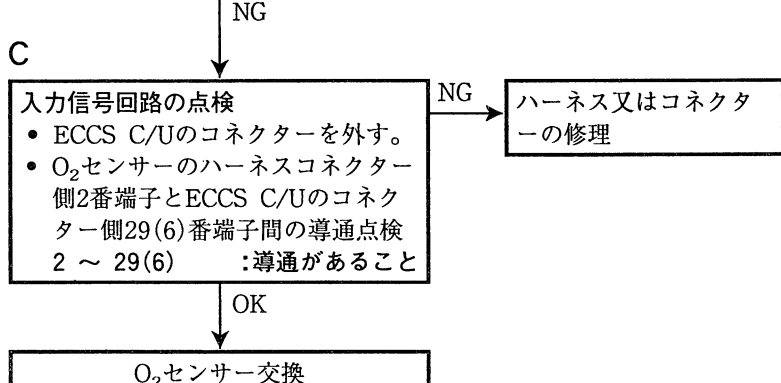 NG
C
入力信号回路の点検
• ECCS C/Uのコネクターを外す。
• O₂センサーのハーネスコネクター
側2番端子とECCS C/Uのコネク
ター側29(6)番端子間の導通点検
2 ～ 29(6) :導通があること
NG
ハーネス又はコネクタ
ーの修理
OK
O₂センサー交換